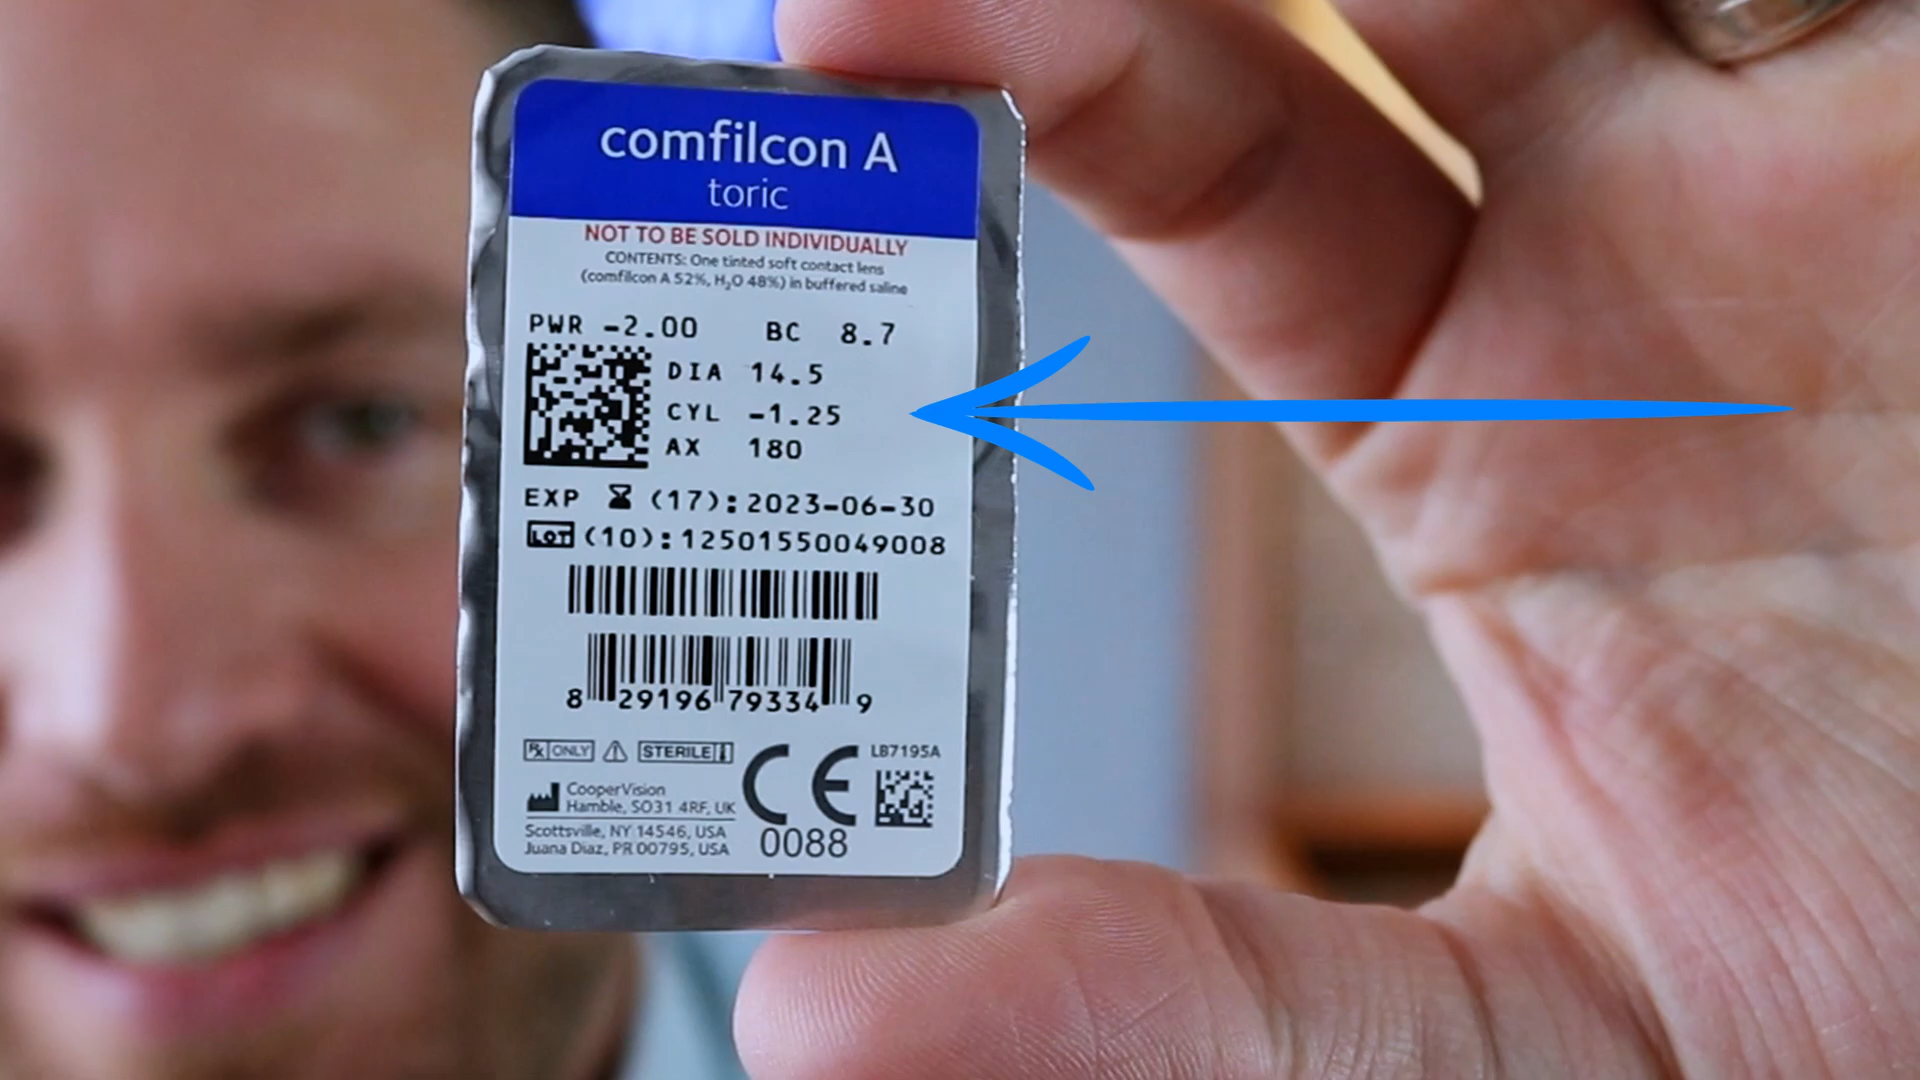 comfilcon A
toric
NOT TO BE SOLD INDIVIDUALLY
CONTENTS: One tinted soft contact lens
(comfilcon A 52%, H₂O 48%) in buffered saline
PWR -2.00 BC 8.7
DIA 14.5
CYL -1.25
AX 180
EXP (17):2023-06-30
LOT (10):12501550049008
8 29196 79334 9
Rx ONLY STERILE
LB7195A
CE
CooperVision
Hamble, SO31 4RF, UK
Scottsville, NY 14546, USA
Juana Diaz, PR 00795, USA
0088